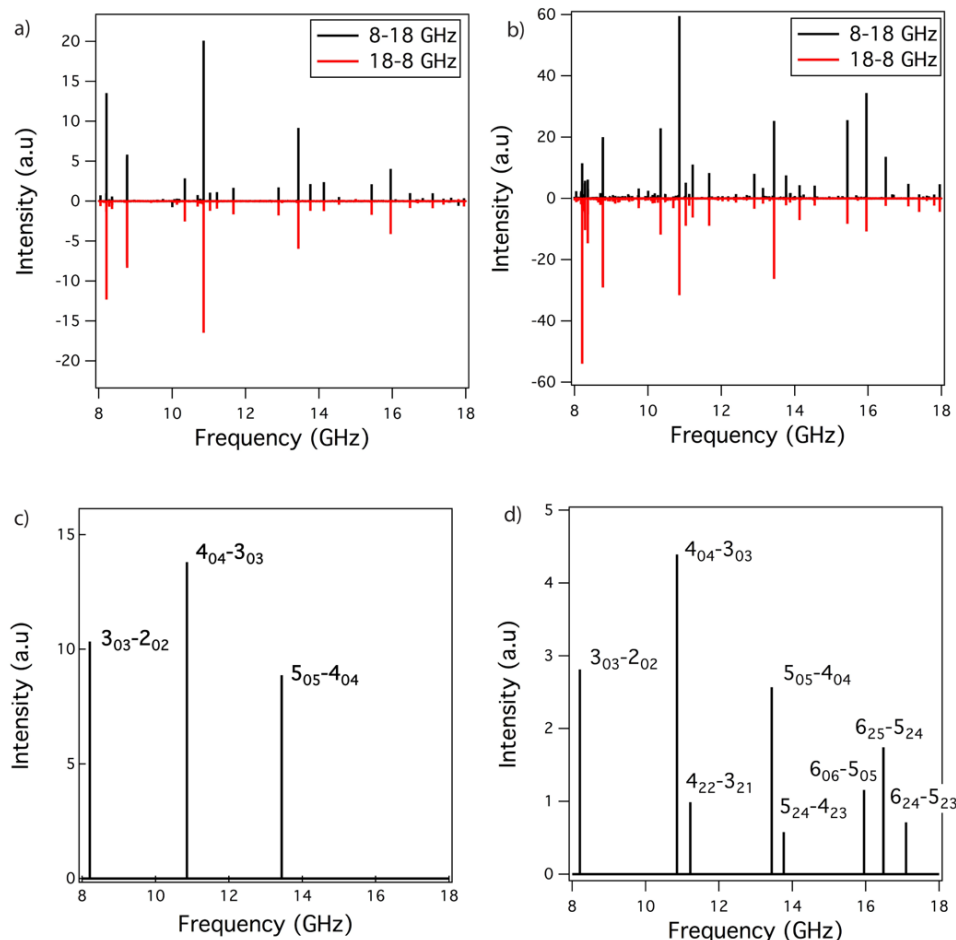 a)
20
15
10
5
0
-5
-10
-15
-20
Intensity (a.u)
8-18 GHz
18-8 GHz
8 10 12 14 16 18
Frequency (GHz)
b)
60
40
20
0
-20
-40
-60
Intensity (a.u)
8-18 GHz
18-8 GHz
8 10 12 14 16 18
Frequency (GHz)
c)
15
10
5
0
Intensity (a.u)
4₀₄-3₀₃
3₀₃-2₀₂
5₀₅-4₀₄
8 10 12 14 16 18
Frequency (GHz)
d)
5
4
3
2
1
0
Intensity (a.u)
4₀₄-3₀₃
3₀₃-2₀₂
5₀₅-4₀₄
6₂₅-5₂₄
6₀₆-5₀₅
4₂₂-3₂₁
5₂₄-4₂₃
6₂₄-5₂₃
8 10 12 14 16 18
Frequency (GHz)